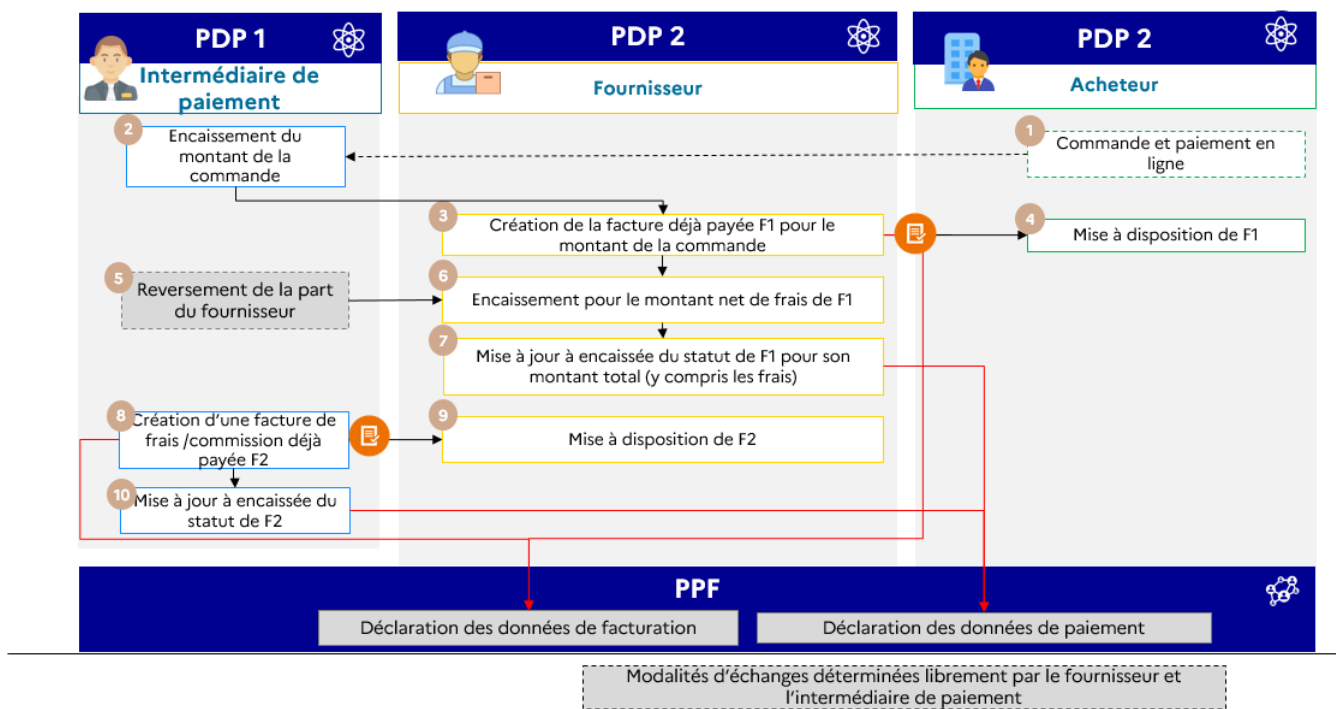 PDP 1
PDP 2
PDP 2
Intermédiaire de
paiement
Fournisseur
Acheteur
2
Encaissement du
montant de la
commande
1
Commande et paiement en
ligne
3
Création de la facture déjà payée F1 pour le
montant de la commande
4
Mise à disposition de F1
5
Reversement de la part
du fournisseur
6
Encaissement pour le montant net de frais de F1
7
Mise à jour à encaissée du statut de F1 pour son
montant total (y compris les frais)
8
Création d'une facture de
frais /commission déjà
payée F2
9
Mise à disposition de F2
10
Mise à jour à encaissée du
statut de F2
PPF
Déclaration des données de facturation
Déclaration des données de paiement
Modalités d'échanges déterminées librement par le fournisseur et
l'intermédiaire de paiement